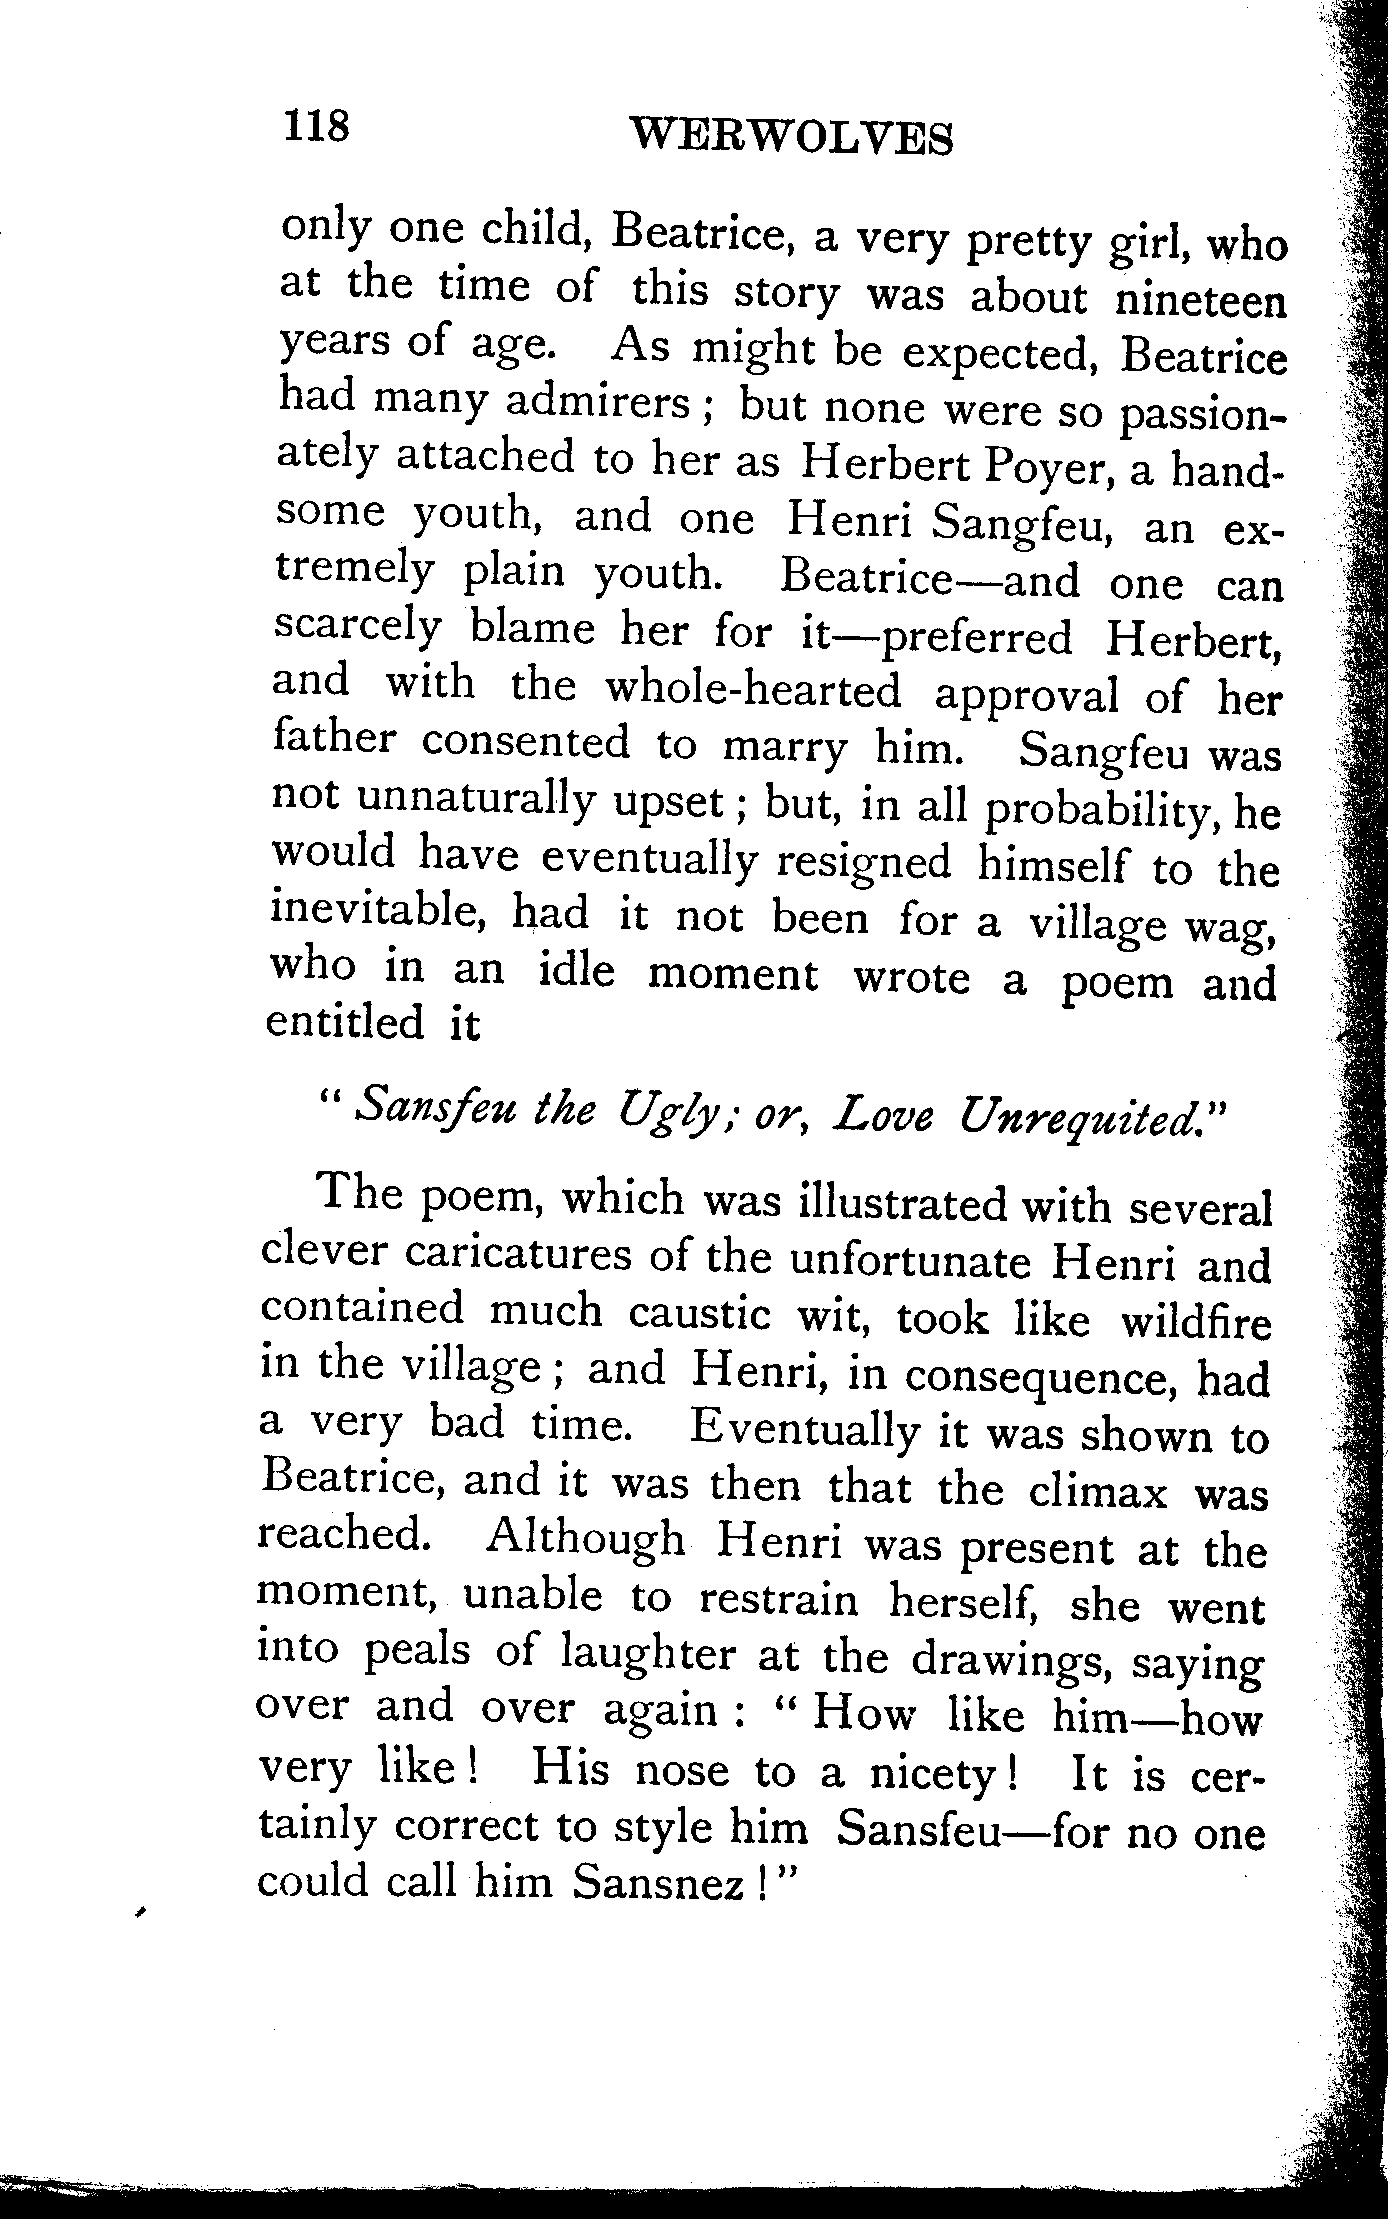 118 WERWOLVES
only one child, Beatrice, a very pretty girl, who
at the time of this story was about nineteen
years of age. As might be expected, Beatrice
had many admirers ; but none were so passion-
ately attached to her as Herbert Poyer, a hand-
some youth, and one Henri Sangfeu, an ex-
tremely plain youth. Beatrice—and one can
scarcely blame her for it—preferred Herbert,
and with the whole-hearted approval of her
father consented to marry him. Sangfeu was
not unnaturally upset ; but, in all probability, he
would have eventually resigned himself to the
inevitable, had it not been for a village wag,
who in an idle moment wrote a poem and
entitled it
“ Sansfeu the Ugly; or, Love Unrequited.”
The poem, which was illustrated with several
clever caricatures of the unfortunate Henri and
contained much caustic wit, took like wildfire
in the village ; and Henri, in consequence, had
a very bad time. Eventually it was shown to
Beatrice, and it was then that the climax was
reached. Although Henri was present at the
moment, unable to restrain herself, she went
into peals of laughter at the drawings, saying
over and over again : “ How like him—how
very like ! His nose to a nicety ! It is cer-
tainly correct to style him Sansfeu—for no one
could call him Sansnez ! ”